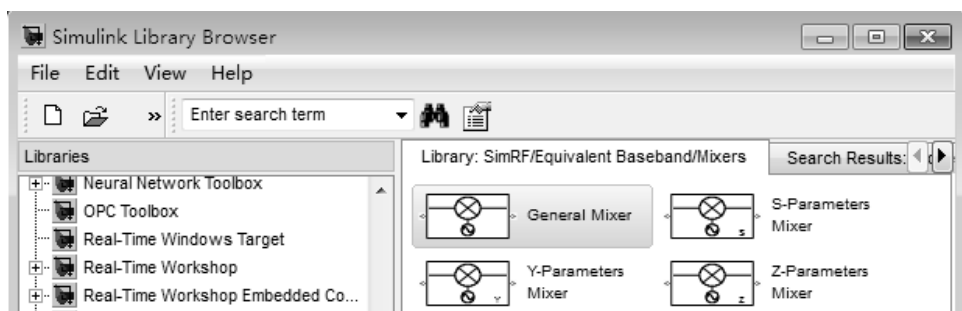 Simulink Library Browser
File Edit View Help
» Enter search term
Libraries
Neural Network Toolbox
OPC Toolbox
Real-Time Windows Target
Real-Time Workshop
Real-Time Workshop Embedded Co...
Library: SimRF/Equivalent Baseband/Mixers
Search Results:
General Mixer
S-Parameters
Mixer
S
Y-Parameters
Mixer
Y
Z-Parameters
Mixer
Z